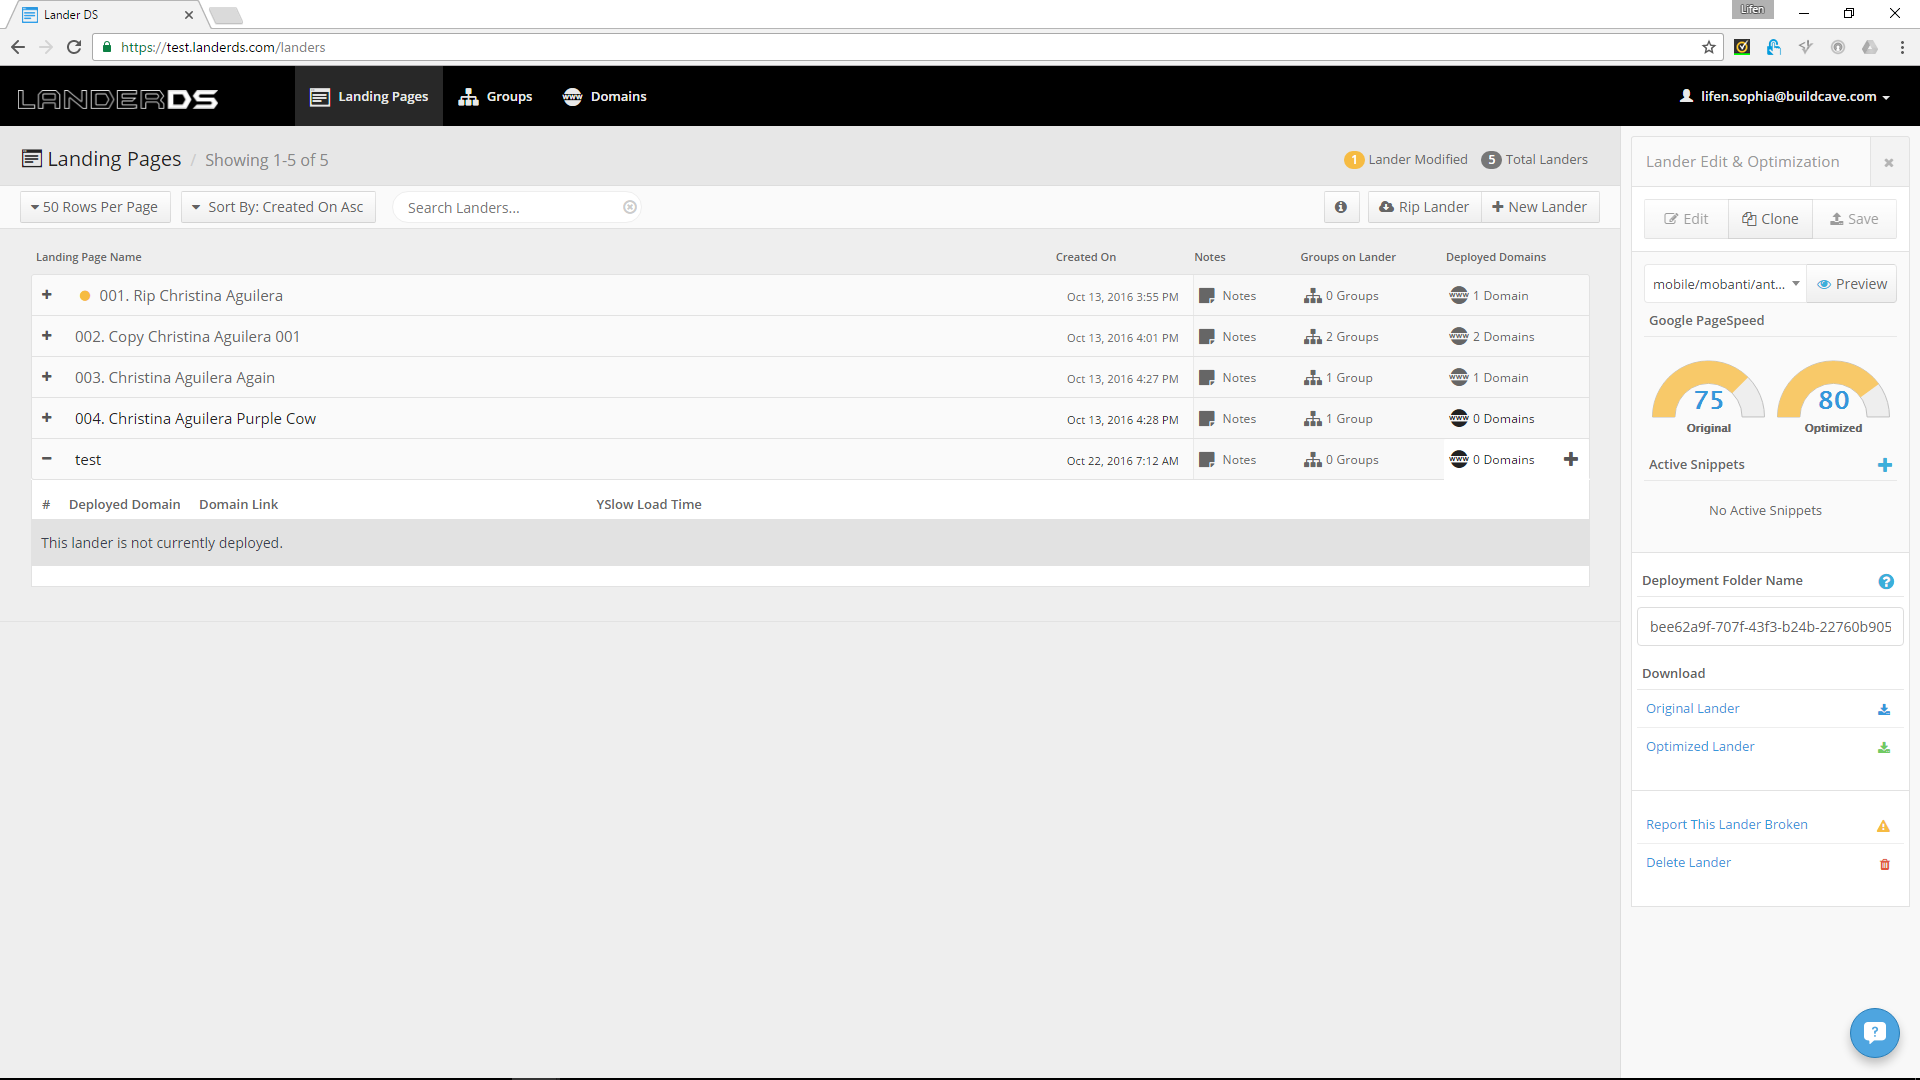 Lander DS
Lifen
https://test.landerds.com/landers
LANDERDS
Landing Pages
Groups
Domains
lifen.sophia@buildcave.com
Landing Pages / Showing 1-5 of 5
1 Lander Modified
5 Total Landers
50 Rows Per Page
Sort By: Created On Asc
Search Landers...
Rip Lander
New Lander
Landing Page Name Created On Notes Groups on Lander Deployed Domains
001. Rip Christina Aguilera Oct 13, 2016 3:55 PM Notes 0 Groups www 1 Domain
002. Copy Christina Aguilera 001 Oct 13, 2016 4:01 PM Notes 2 Groups www 2 Domains
003. Christina Aguilera Again Oct 13, 2016 4:27 PM Notes 1 Group www 1 Domain
004. Christina Aguilera Purple Cow Oct 13, 2016 4:28 PM Notes 1 Group www 0 Domains
test Oct 22, 2016 7:12 AM Notes 0 Groups www 0 Domains
# Deployed Domain Domain Link YSlow Load Time
This lander is not currently deployed.
Lander Edit & Optimization
Edit
Clone
Save
mobile/mobanti/ant...
Preview
Google PageSpeed
75 80
Original Optimized
Active Snippets
No Active Snippets
Deployment Folder Name
bee62a9f-707f-43f3-b24b-22760b905
Download
Original Lander
Optimized Lander
Report This Lander Broken
Delete Lander